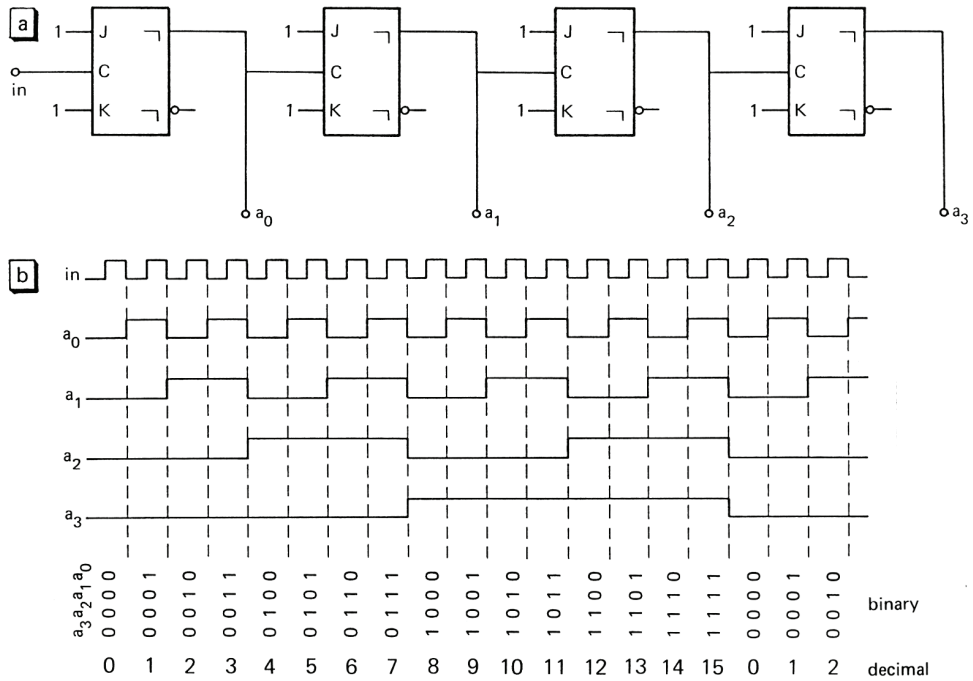 a
1 J ¬ 1 J ¬ 1 J ¬ 1 J ¬
in C C C C
1 K ¬ 1 K ¬ 1 K ¬ 1 K ¬
a0 a1 a2 a3
b
in
a0
a1
a2
a3
a3a2a1a0
0000 0001 0010 0011 0100 0101 0110 0111 1000 1001 1010 1011 1100 1101 1110 1111 0000 0001 0010 binary
0 1 2 3 4 5 6 7 8 9 10 11 12 13 14 15 0 1 2 decimal